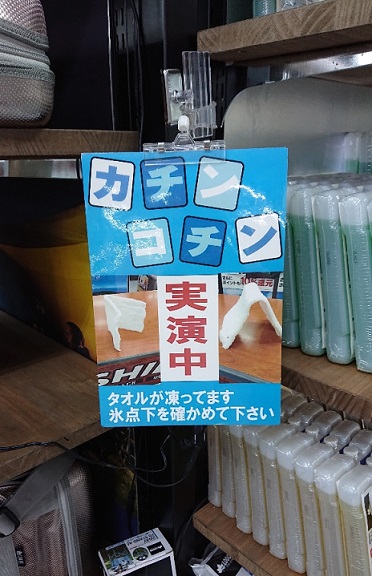 カチン
コチン
実演中
タオルが凍ってます
氷点下を確かめて下さい